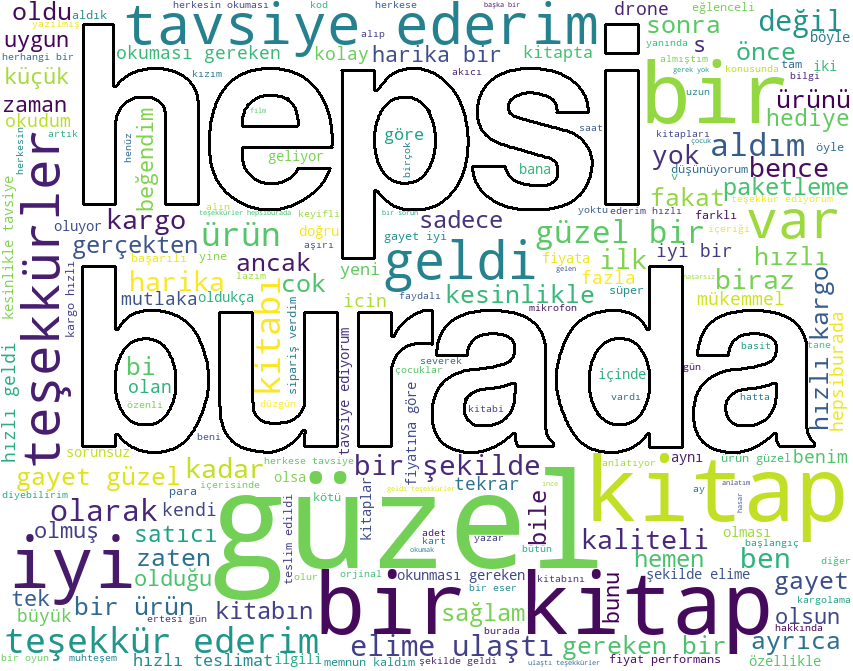 aldık
herkesin okuması
kod
herkese
başka bir
eğlenceli
oldu
yazılmış
tavsiye ederim
drone
sonra
değil
uygun
okuması gereken
kolay
alıp
harika bir
kitapta
s
önce
yanında
tam
böyle
herhangi bir
kızım
akıcı
bir
almıştım
gerek yok
konusunda
bilgi
iki
küçük
hepsi
uzun
ürünü
zaman
okudum
artık
film
saat
hediye
herkesin
teşekkürler
henüz
beğendim
göre
birçok
geliyor
bana
kitapları
çocuk
yok
aldım
öyle
düşünüyorum
v
bence
fakat
paketleme
kesinlikle tavsiye
alın
teşekkürler hepsiburada
keyifli
bir sorun
yoktu
ederim hızlı
farklı
teşekkür ediyorum
içeriği
kargo
oluyor
ürün
doğru
sadece
güzel bir
var
gerçekten
başarılı
yine
aşırı
gayet iyi
geldi
ilk
iyi bir
hızlı
kargo hızlı
ancak
lazım
yeni
fiyata
gelen
hasarsız
harika
kitabı
cok
fazla
biraz
mutlaka
oldukça
icin
faydalı
kesinlikle
süper
mükemmel
sipariş verdim
mikrofon
burada
hızlı kargo
hepsiburada
tavsiye ediyorum
basit
tane
hızlı geldi
bi
olan
severek
çocuklar
içinde
gün
özenli
düzgün
fiyatına göre
kitabi
vardı
hatta
beni
sorunsuz
herkese tavsiye
bir şekilde
anlatıyor
aynı
ürün güzel
benim
gayet güzel
kadar
olsa
kitap
diyebilirim
para
içerisinde
güzel
kötü
geldi teşekkürler
tekrar
ince
ay
anlatım
hasar
olarak
kendi
teslim edildi
kitaplar
adet
kart
yazar
bile
olması
başlangıç
olmuş
satıcı
okumak
bütün
kaliteli
iyi
zaten
olur
orjinal
bir kitap
hemen
ben
diğer
tek
olduğu
okunması gereken
kitabını
şekilde elime
gayet
büyük
bir ürün
ertesi gün
kitabın
bir eser
sağlam
bunu
kargolama
olsun
teşekkür ederim
burada
hakkında
elime ulaştı
gereken bir
ayrıca
bir oyun
muhteşem
hızlı teslimat
ilgili
memnun kaldım
şekilde geldi
ulaştı teşekkürler
fiyat performans
özellikle